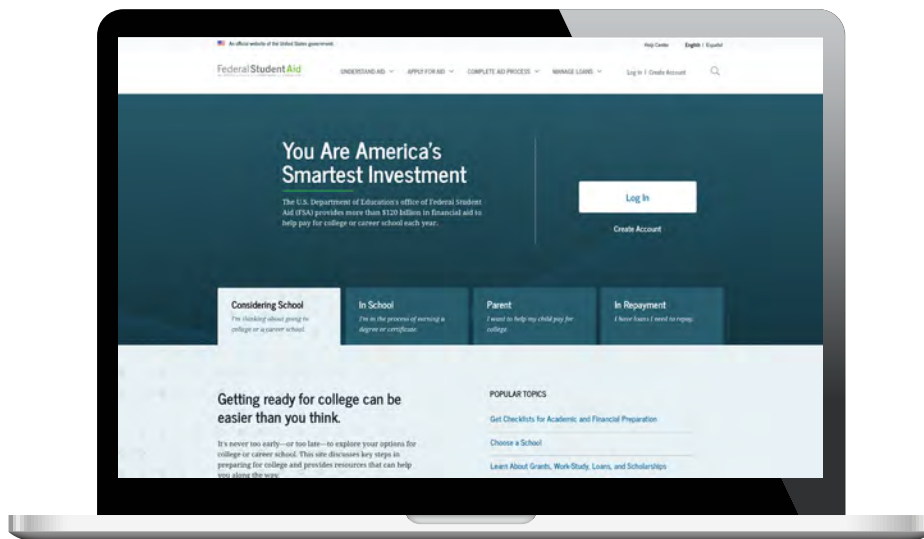 An official website of the United States government.
Help Center English | Español
Federal Student Aid
UNDERSTAND AID APPLY FOR AID COMPLETE AID PROCESS MANAGE LOANS Log In | Create Account
You Are America's
Smartest Investment
The U.S. Department of Education's office of Federal Student
Aid (FSA) provides more than $120 billion in financial aid to
help pay for college or career school each year.
Log In
Create Account
Considering School
I'm thinking about going to
college or a career school.
In School
I'm in the process of earning a
degree or certificate.
Parent
I want to help my child pay for
college.
In Repayment
I have loans I need to repay.
Getting ready for college can be
easier than you think.
It's never too early—or too late—to explore your options for
college or career school. This site discusses key steps in
preparing for college and provides resources that can help
you along the way.
POPULAR TOPICS
Get Checklists for Academic and Financial Preparation
Choose a School
Learn About Grants, Work-Study, Loans, and Scholarships